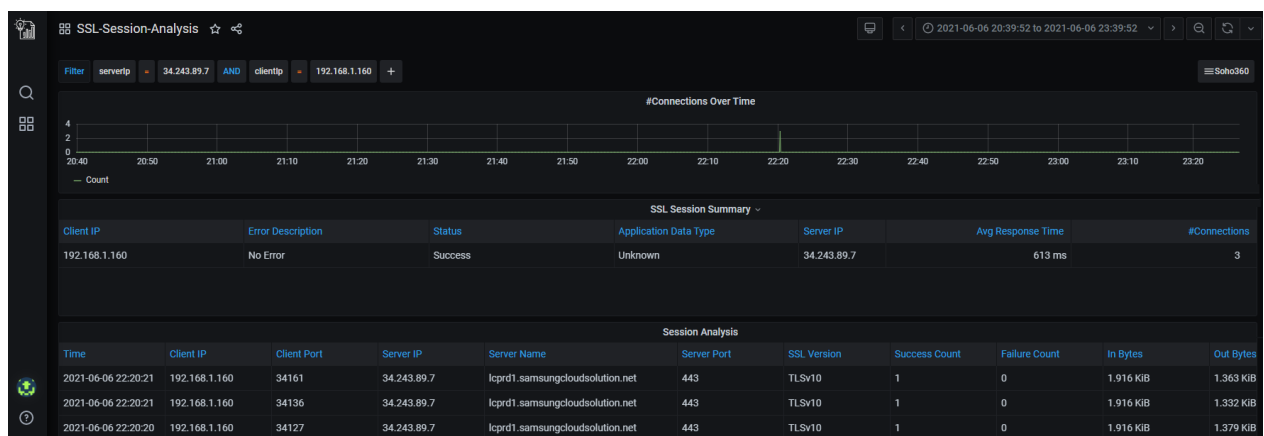 SSL-Session-Analysis
2021-06-06 20:39:52 to 2021-06-06 23:39:52
Filter serverIp = 34.243.89.7 AND clientIp = 192.168.1.160 +
Soho360
#Connections Over Time
4
2
0
20:40 20:50 21:00 21:10 21:20 21:30 21:40 21:50 22:00 22:10 22:20 22:30 22:40 22:50 23:00 23:10 23:20
Count
SSL Session Summary
Client IP Error Description Status Application Data Type Server IP Avg Response Time #Connections
192.168.1.160 No Error Success Unknown 34.243.89.7 613 ms 3
Session Analysis
Time Client IP Client Port Server IP Server Name Server Port SSL Version Success Count Failure Count In Bytes Out Bytes
2021-06-06 22:20:21 192.168.1.160 34161 34.243.89.7 lcprd1.samsungcloudsolution.net 443 TLSv10 1 0 1.916 KiB 1.363 KiB
2021-06-06 22:20:21 192.168.1.160 34136 34.243.89.7 lcprd1.samsungcloudsolution.net 443 TLSv10 1 0 1.916 KiB 1.332 KiB
2021-06-06 22:20:20 192.168.1.160 34127 34.243.89.7 lcprd1.samsungcloudsolution.net 443 TLSv10 1 0 1.916 KiB 1.379 KiB